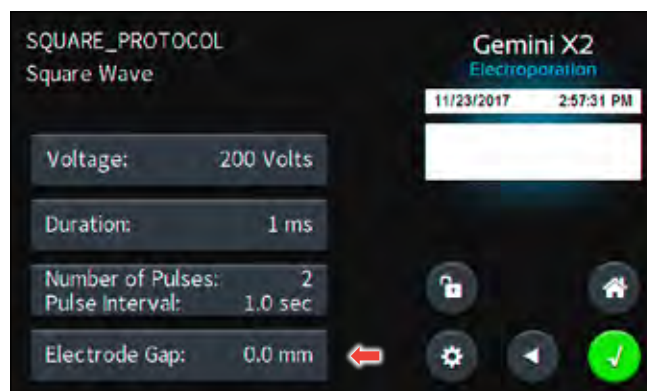 SQUARE_PROTOCOL
Square Wave
Gemini X2
Electroporation
11/23/2017 2:57:31 PM
Voltage: 200 Volts
Duration: 1 ms
Number of Pulses: 2
Pulse Interval: 1.0 sec
Electrode Gap: 0.0 mm